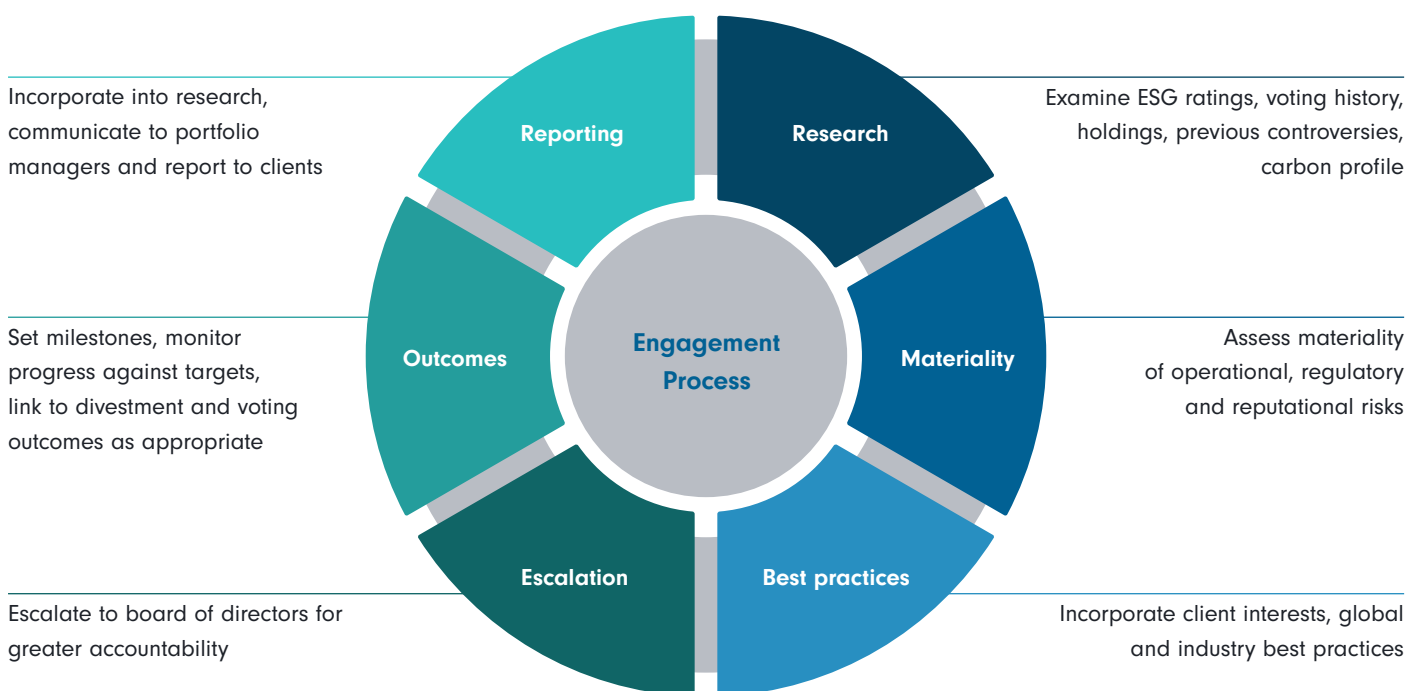 Reporting
Incorporate into research,
communicate to portfolio
managers and report to clients
Research
Examine ESG ratings, voting history,
holdings, previous controversies,
carbon profile
Outcomes
Set milestones, monitor
progress against targets,
link to divestment and voting
outcomes as appropriate
Engagement
Process
Materiality
Assess materiality
of operational, regulatory
and reputational risks
Escalation
Escalate to board of directors for
greater accountability
Best practices
Incorporate client interests, global
and industry best practices